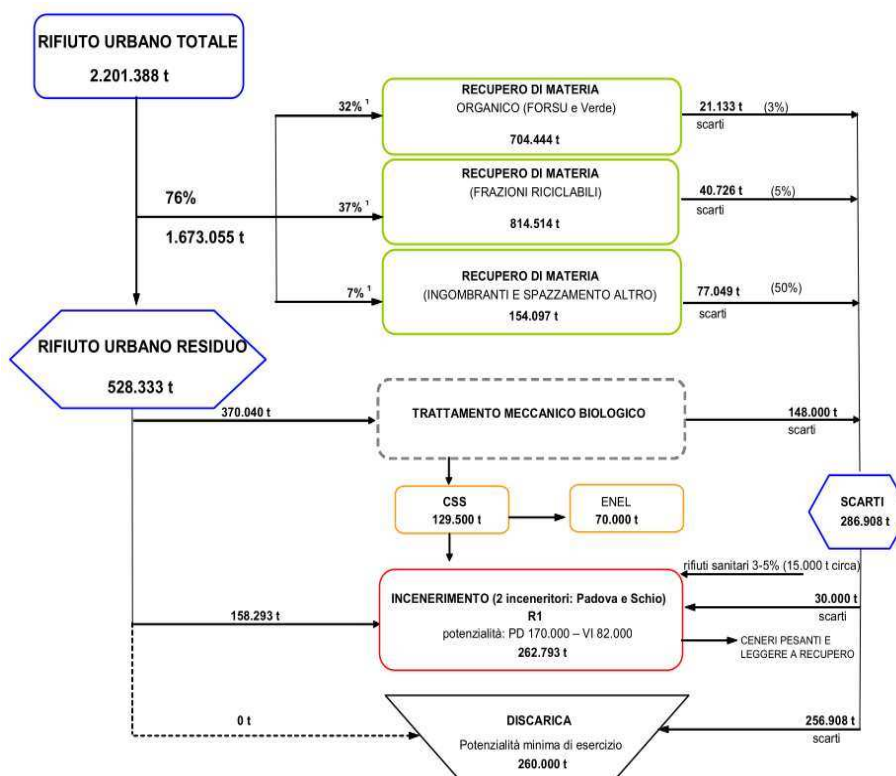 RIFIUTO URBANO TOTALE
2.201.388 t
RECUPERO DI MATERIA
ORGANICO (FORSU e Verde)
704.444 t
32% ¹
21.133 t (3%)
scarti
RECUPERO DI MATERIA
(FRAZIONI RICICLABILI)
814.514 t
76%
1.673.055 t
37% ¹
40.726 t (5%)
scarti
RECUPERO DI MATERIA
(INGOMBRANTI E SPAZZAMENTO ALTRO)
154.097 t
7% ¹
77.049 t (50%)
scarti
RIFIUTO URBANO RESIDUO
528.333 t
370.040 t
TRATTAMENTO MECCANICO BIOLOGICO
148.000 t
scarti
CSS
129.500 t
ENEL
70.000 t
SCARTI
286.908 t
rifiuti sanitari 3-5% (15.000 t circa)
INCENERIMENTO (2 inceneritori: Padova e Schio)
R1
potenzialità: PD 170.000 – VI 82.000
262.793 t
158.293 t
30.000 t
scarti
CENERI PESANTI E
LEGGERE A RECUPERO
0 t
DISCARICA
Potenzialità minima di esercizio
260.000 t
256.908 t
scarti